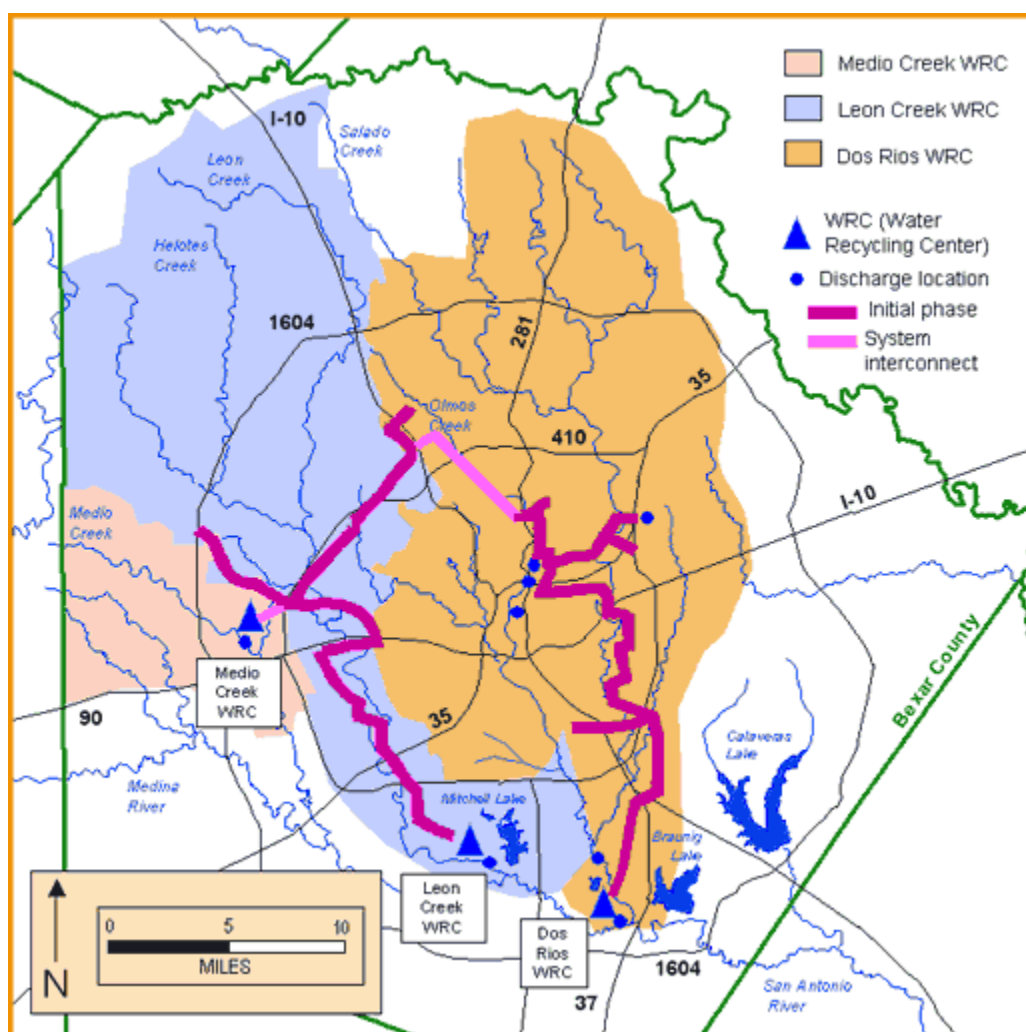 Medio Creek WRC
Leon Creek WRC
Dos Rios WRC
WRC (Water
Recycling Center)
Discharge location
Initial phase
System
interconnect
I-10
Salado
Creek
Leon
Creek
Helotes
Creek
1604
281
35
Olmos
Creek
410
I-10
Medio
Creek
Medio
Creek
WRC
90
35
Bexar County
Calaveras
Lake
Medina
River
Mitchell Lake
Braunig
Lake
Leon
Creek
WRC
Dos
Rios
WRC
1604
San Antonio
River
37
0 5 10
MILES
N